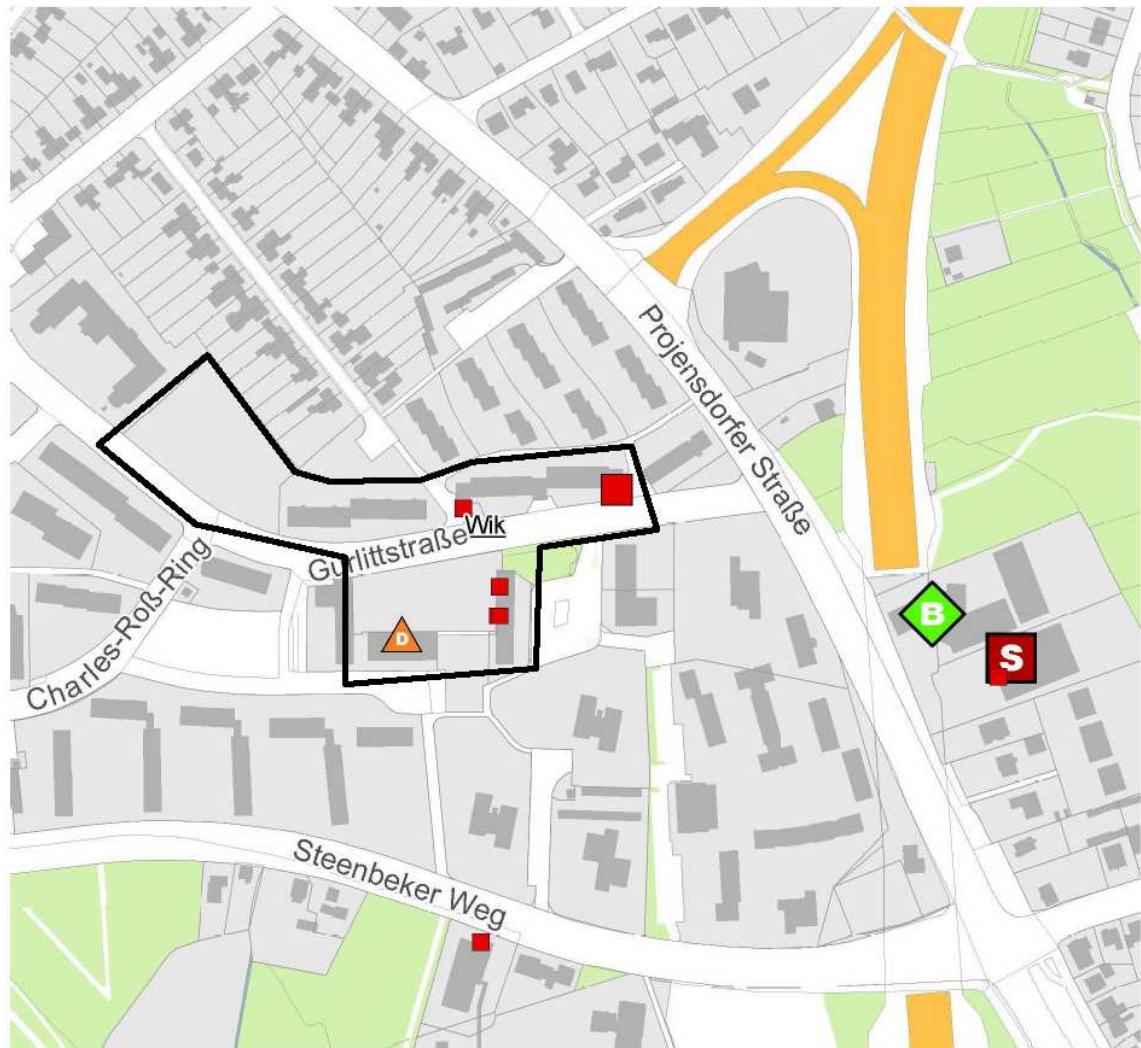 Projensdorfer Straße
Wik
Gurlittstraße
Charles-Roß-Ring
D
B
S
Steenbeker Weg